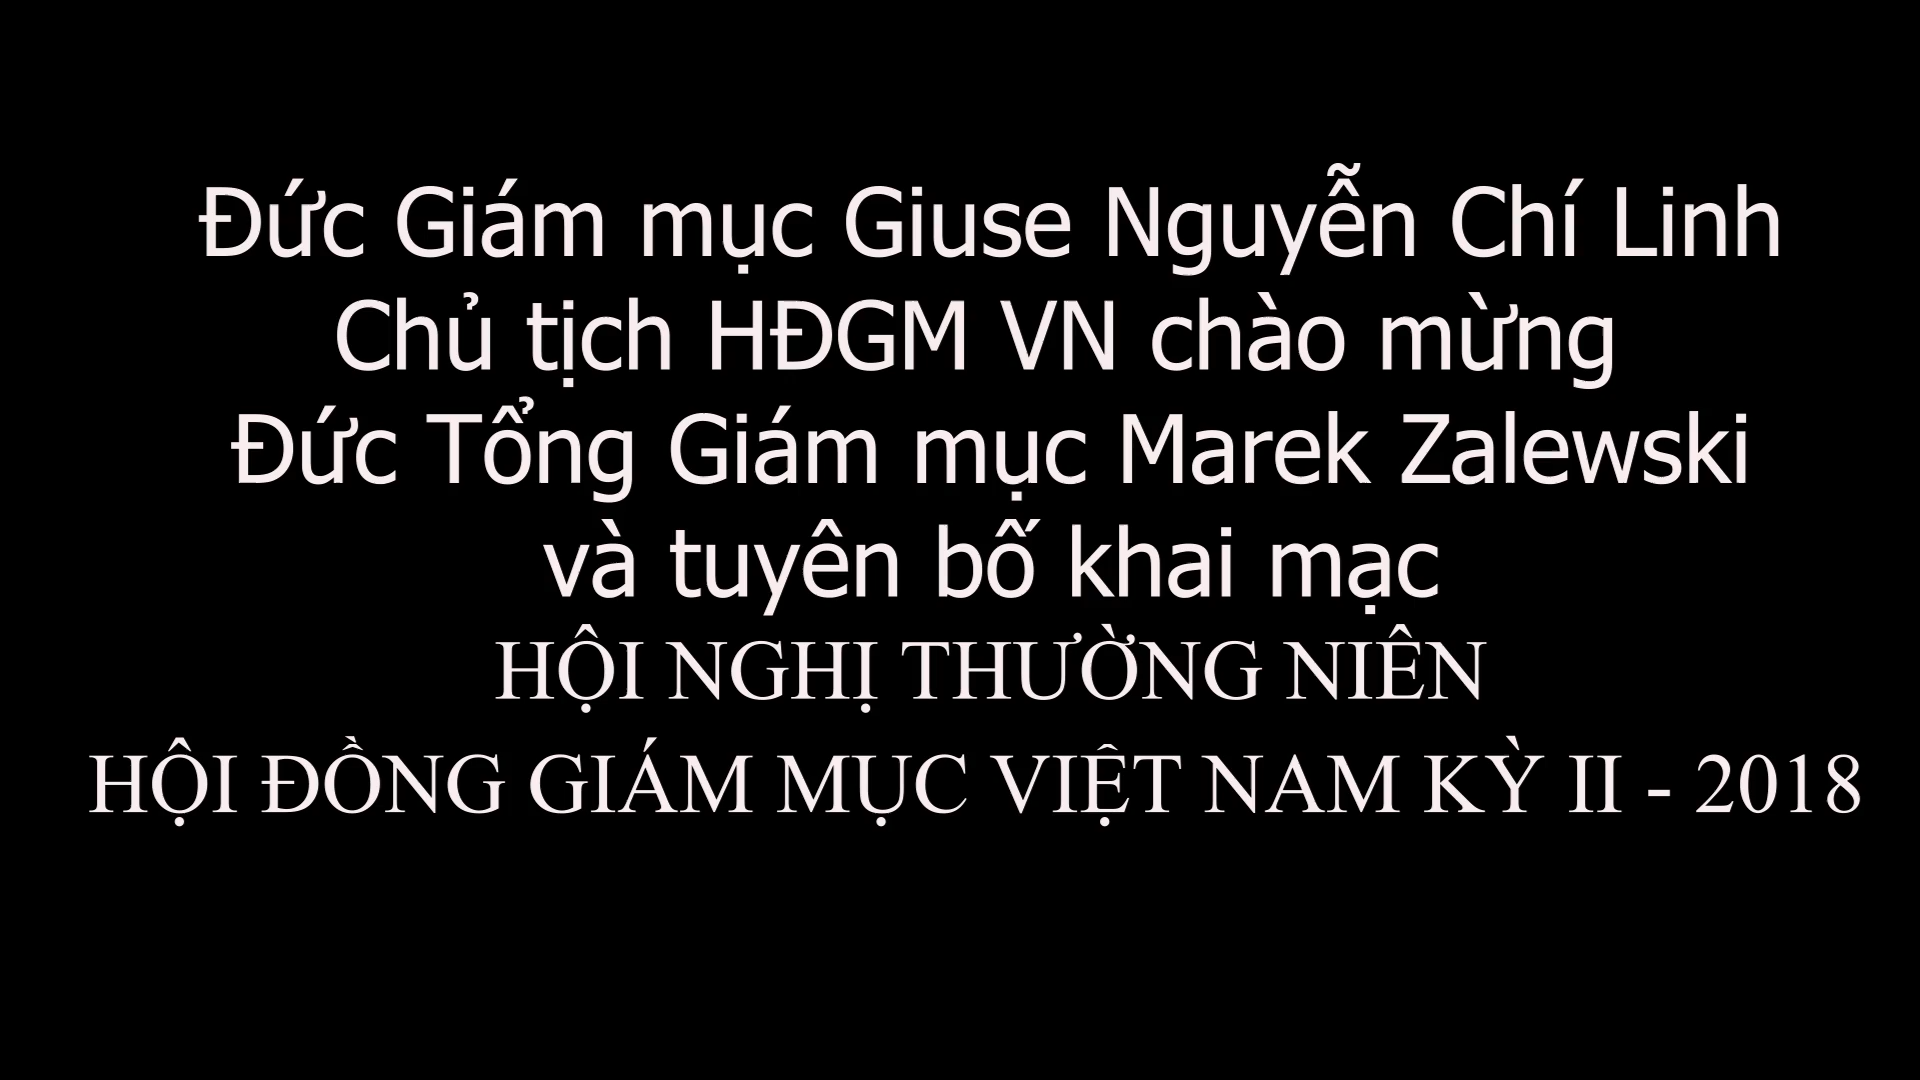 Đức Giám mục Giuse Nguyễn Chí Linh
Chủ tịch HĐGM VN chào mừng
Đức Tổng Giám mục Marek Zalewski
và tuyên bố khai mạc
HỘI NGHỊ THƯỜNG NIÊN
HỘI ĐỒNG GIÁM MỤC VIỆT NAM KỲ II - 2018